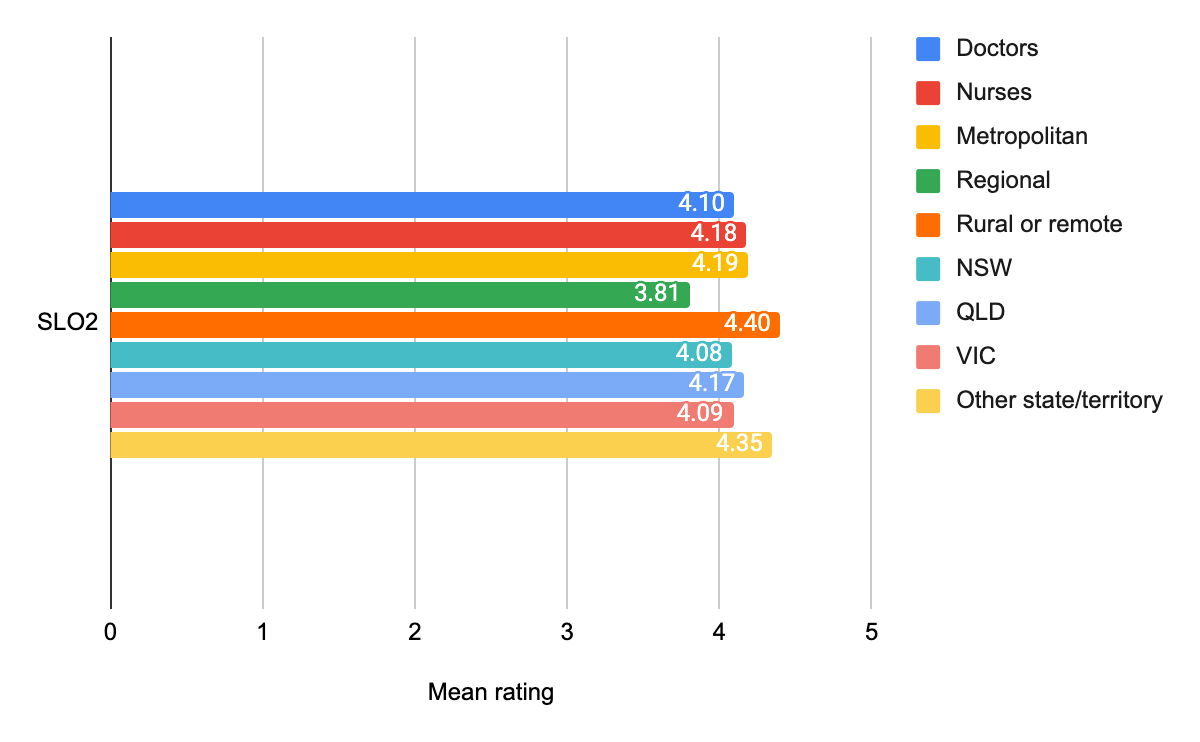 Doctors
Nurses
Metropolitan
Regional
Rural or remote
NSW
QLD
VIC
Other state/territory
SLO2
4.10
4.18
4.19
3.81
4.40
4.08
4.17
4.09
4.35
0 1 2 3 4 5
Mean rating